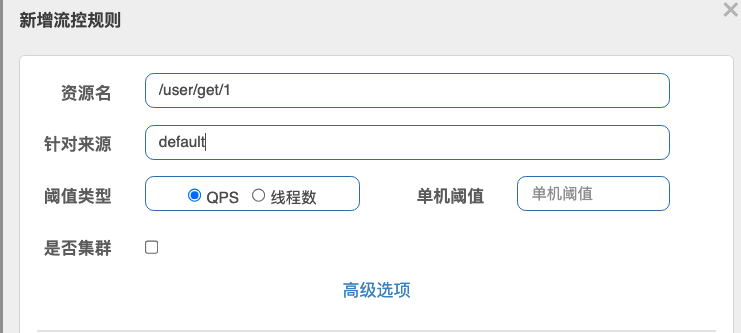 新增流控规则
资源名 /user/get/1
针对来源 default
阈值类型 QPS 线程数 单机阈值 单机阈值
是否集群
高级选项